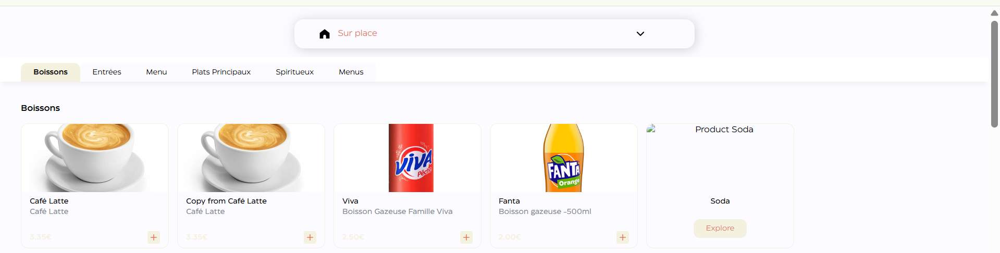 Sur place
Boissons Entrées Menu Plats Principaux Spiritueux Menus
Boissons
Product Soda
VIVA
Pêche
FANTA
Orange
Café Latte
Café Latte
3.35€
Copy from Café Latte
Café Latte
3.35€
Viva
Boisson Gazeuse Famille Viva
2.50€
Fanta
Boisson gazeuse -500ml
2.00€
Soda
Explore